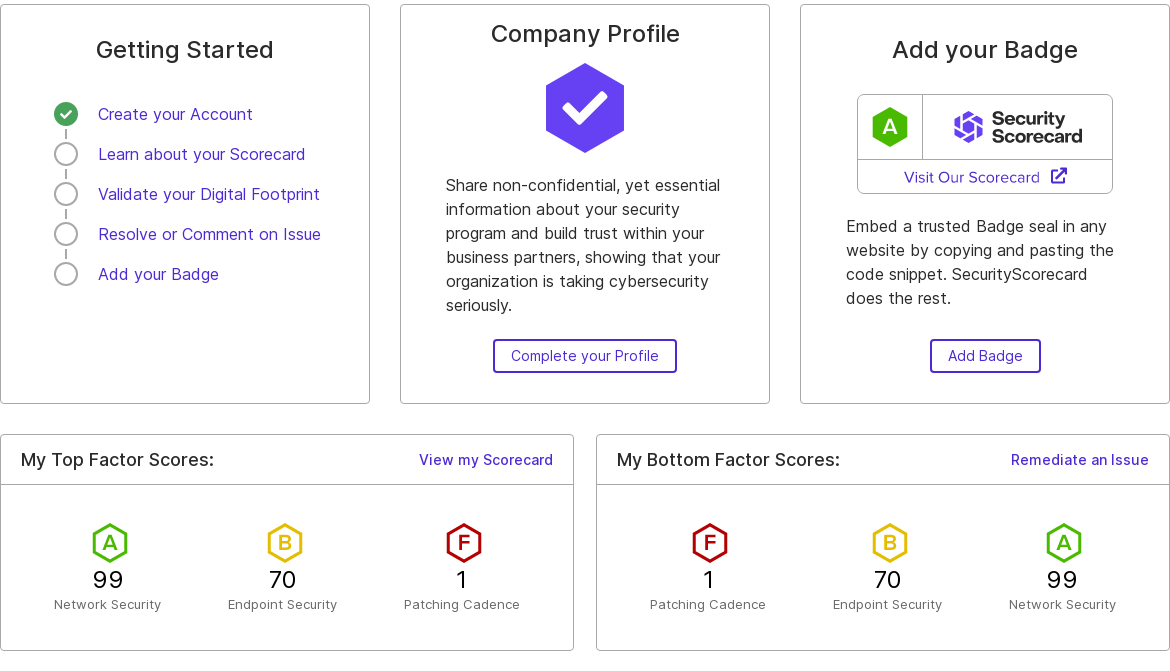 Getting Started
Create your Account
Learn about your Scorecard
Validate your Digital Footprint
Resolve or Comment on Issue
Add your Badge
Company Profile
Share non-confidential, yet essential
information about your security
program and build trust within your
business partners, showing that your
organization is taking cybersecurity
seriously.
Complete your Profile
Add your Badge
A
Security
Scorecard
Visit Our Scorecard
Embed a trusted Badge seal in any
website by copying and pasting the
code snippet. SecurityScorecard
does the rest.
Add Badge
My Top Factor Scores:
View my Scorecard
A
B
F
99
70
1
Network Security
Endpoint Security
Patching Cadence
My Bottom Factor Scores:
Remediate an Issue
F
B
A
1
70
99
Patching Cadence
Endpoint Security
Network Security